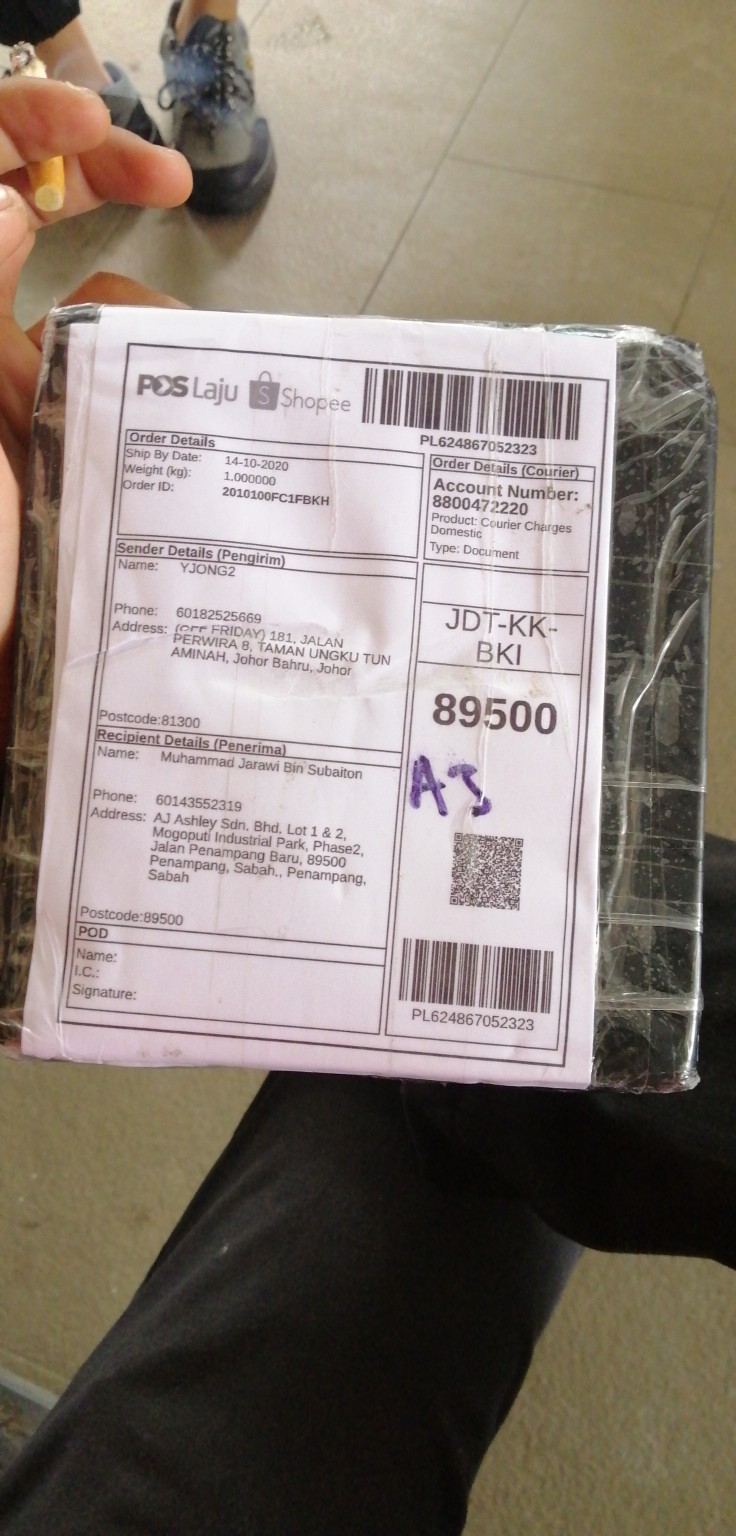 POS Laju S Shopee
PL624867052323
Order Details
Ship By Date: 14-10-2020
Weight (kg): 1.000000
Order ID: 2010100FC1FBKH
Order Details (Courier)
Account Number:
8800472220
Product: Courier Charges
Domestic
Type: Document
Sender Details (Pengirim)
Name: YJONG2
Phone: 60182525669
Address: (OFF FRIDAY) 181, JALAN
PERWIRA 8, TAMAN UNGKU TUN
AMINAH, Johor Bahru, Johor
Postcode:81300
JDT-KK-
BKI
89500
AJ
Recipient Details (Penerima)
Name: Muhammad Jarawi Bin Subaiton
Phone: 60143552319
Address: AJ Ashley Sdn. Bhd. Lot 1 & 2,
Mogoputi Industrial Park, Phase2,
Jalan Penampang Baru, 89500
Penampang, Sabah., Penampang,
Sabah
Postcode:89500
POD
Name:
I.C.:
Signature:
PL624867052323